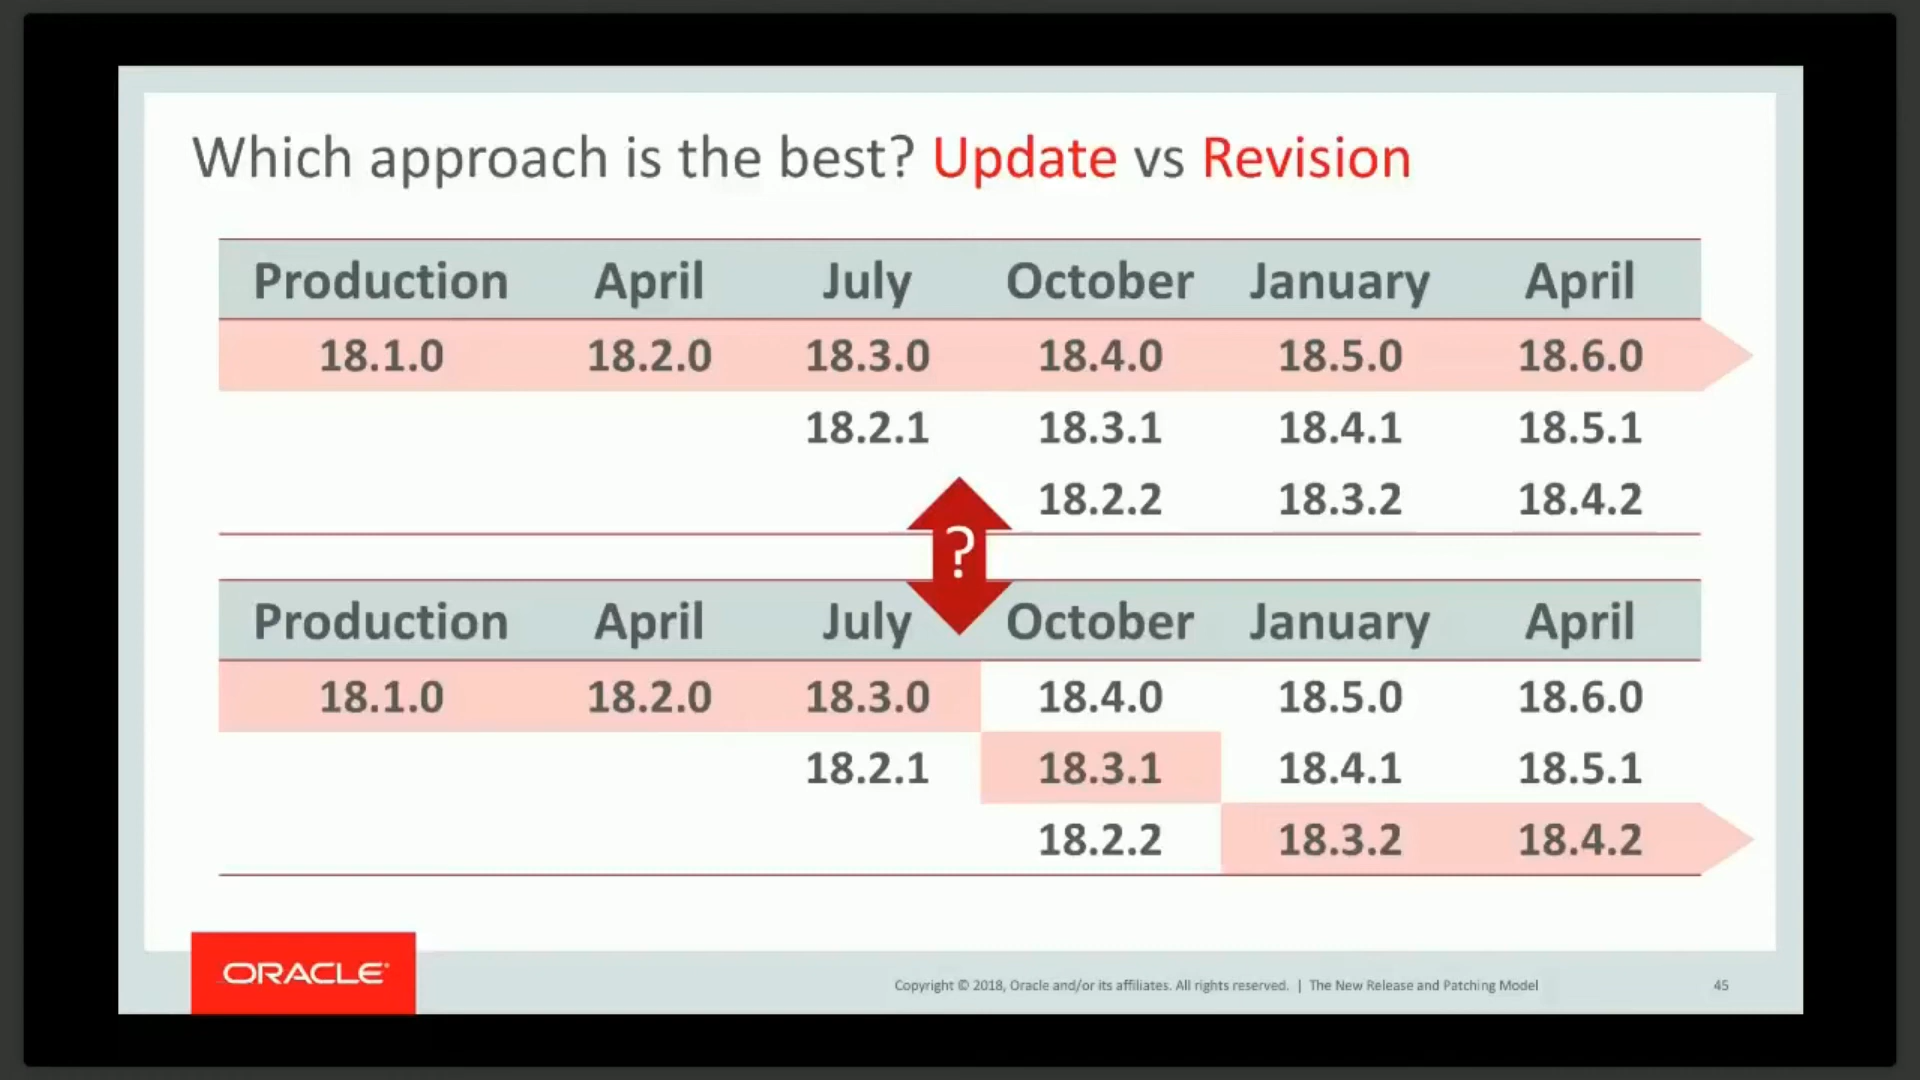 Which approach is the best? Update vs Revision
Production April July October January April
18.1.0 18.2.0 18.3.0 18.4.0 18.5.0 18.6.0
18.2.1 18.3.1 18.4.1 18.5.1
18.2.2 18.3.2 18.4.2
?
Production April July October January April
18.1.0 18.2.0 18.3.0 18.4.0 18.5.0 18.6.0
18.2.1 18.3.1 18.4.1 18.5.1
18.2.2 18.3.2 18.4.2
ORACLE®
Copyright © 2018, Oracle and/or its affiliates. All rights reserved. | The New Release and Patching Model 45